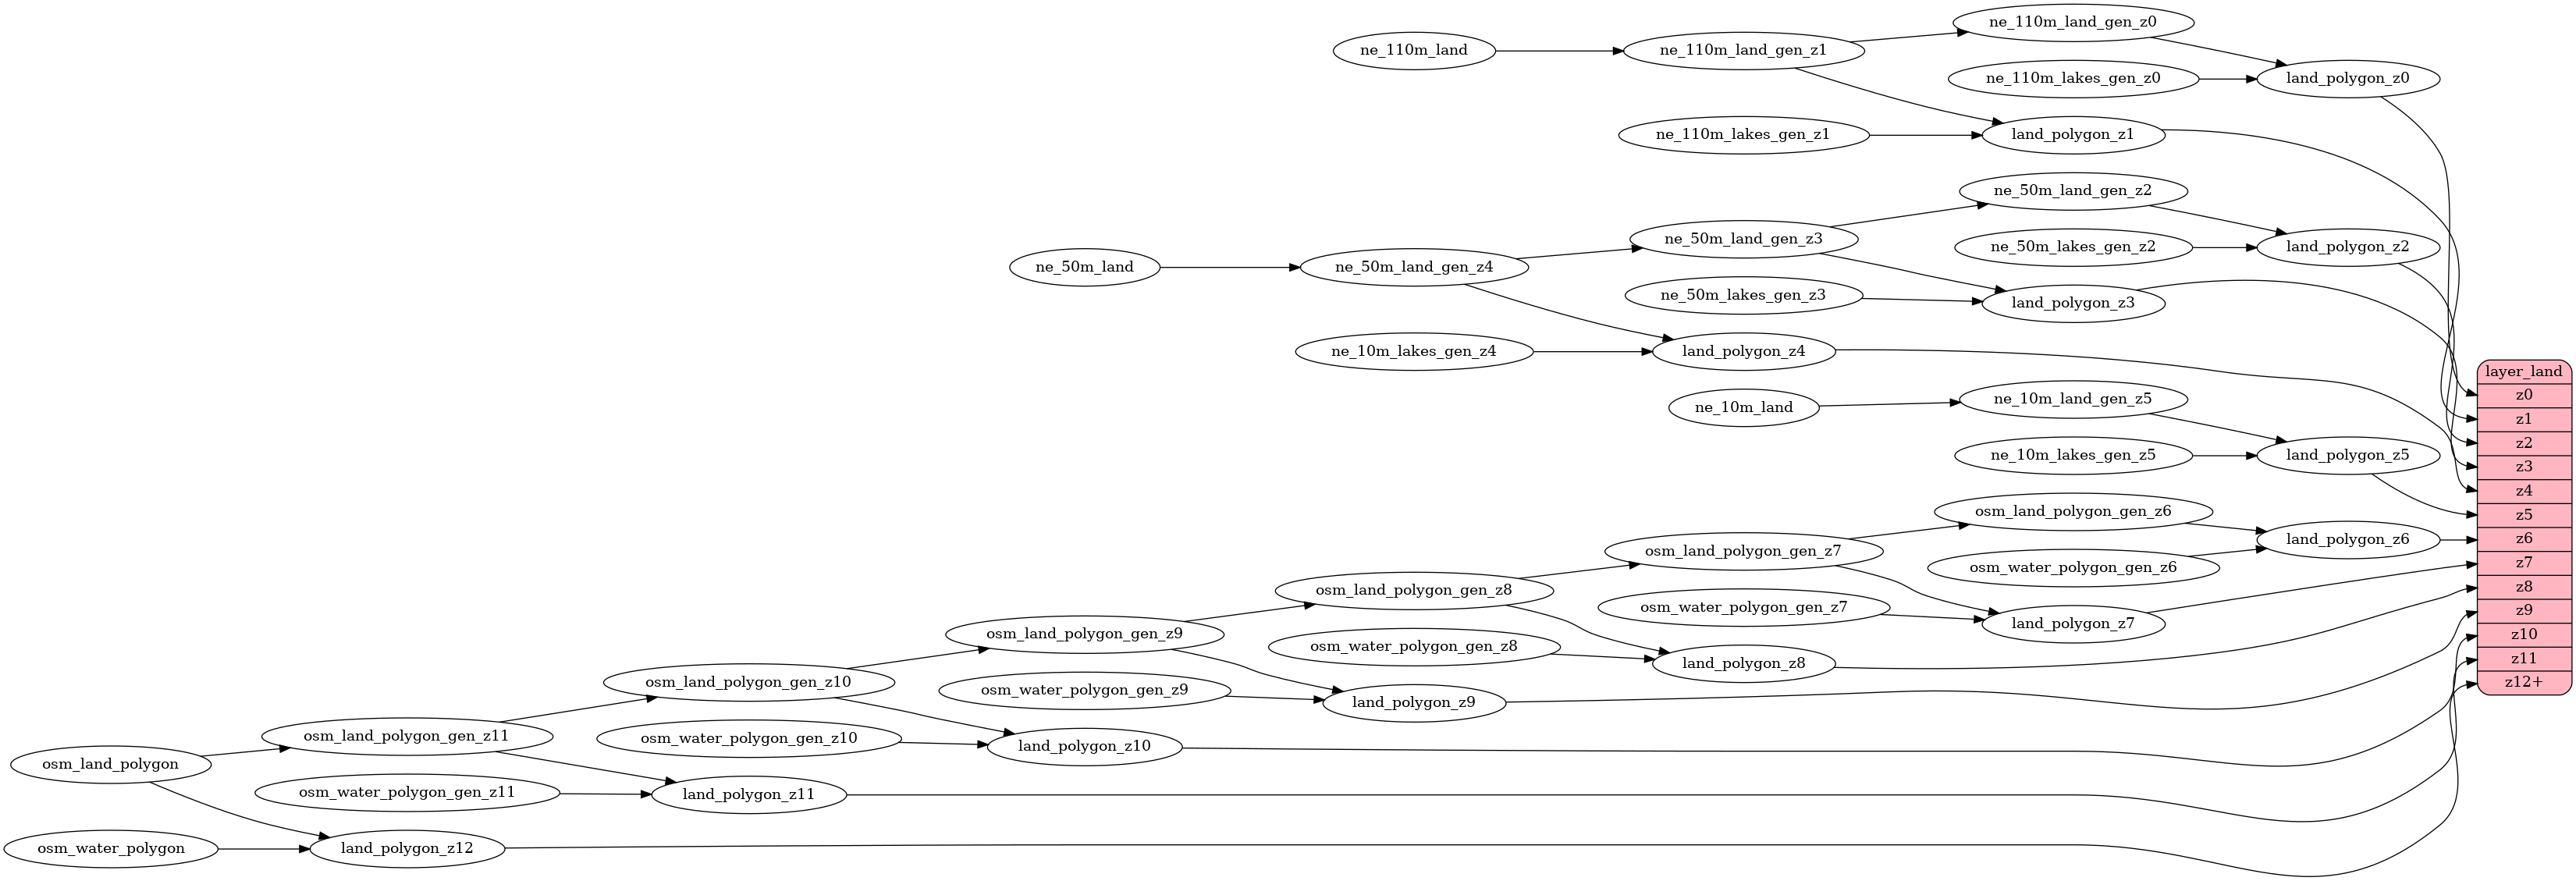 ne_110m_land_gen_z0
ne_110m_land
ne_110m_land_gen_z1
ne_110m_lakes_gen_z0
land_polygon_z0
ne_110m_lakes_gen_z1
land_polygon_z1
ne_50m_land_gen_z2
ne_50m_land_gen_z3
ne_50m_lakes_gen_z2
land_polygon_z2
ne_50m_land
ne_50m_land_gen_z4
ne_50m_lakes_gen_z3
land_polygon_z3
ne_10m_lakes_gen_z4
land_polygon_z4
ne_10m_land
ne_10m_land_gen_z5
ne_10m_lakes_gen_z5
land_polygon_z5
osm_land_polygon_gen_z6
osm_land_polygon_gen_z7
land_polygon_z6
osm_water_polygon_gen_z6
osm_land_polygon_gen_z8
osm_water_polygon_gen_z7
land_polygon_z7
osm_land_polygon_gen_z9
osm_water_polygon_gen_z8
land_polygon_z8
osm_land_polygon_gen_z10
osm_water_polygon_gen_z9
land_polygon_z9
osm_land_polygon_gen_z11
osm_water_polygon_gen_z10
land_polygon_z10
osm_land_polygon
osm_water_polygon_gen_z11
land_polygon_z11
osm_water_polygon
land_polygon_z12
layer_land
z0
z1
z2
z3
z4
z5
z6
z7
z8
z9
z10
z11
z12+